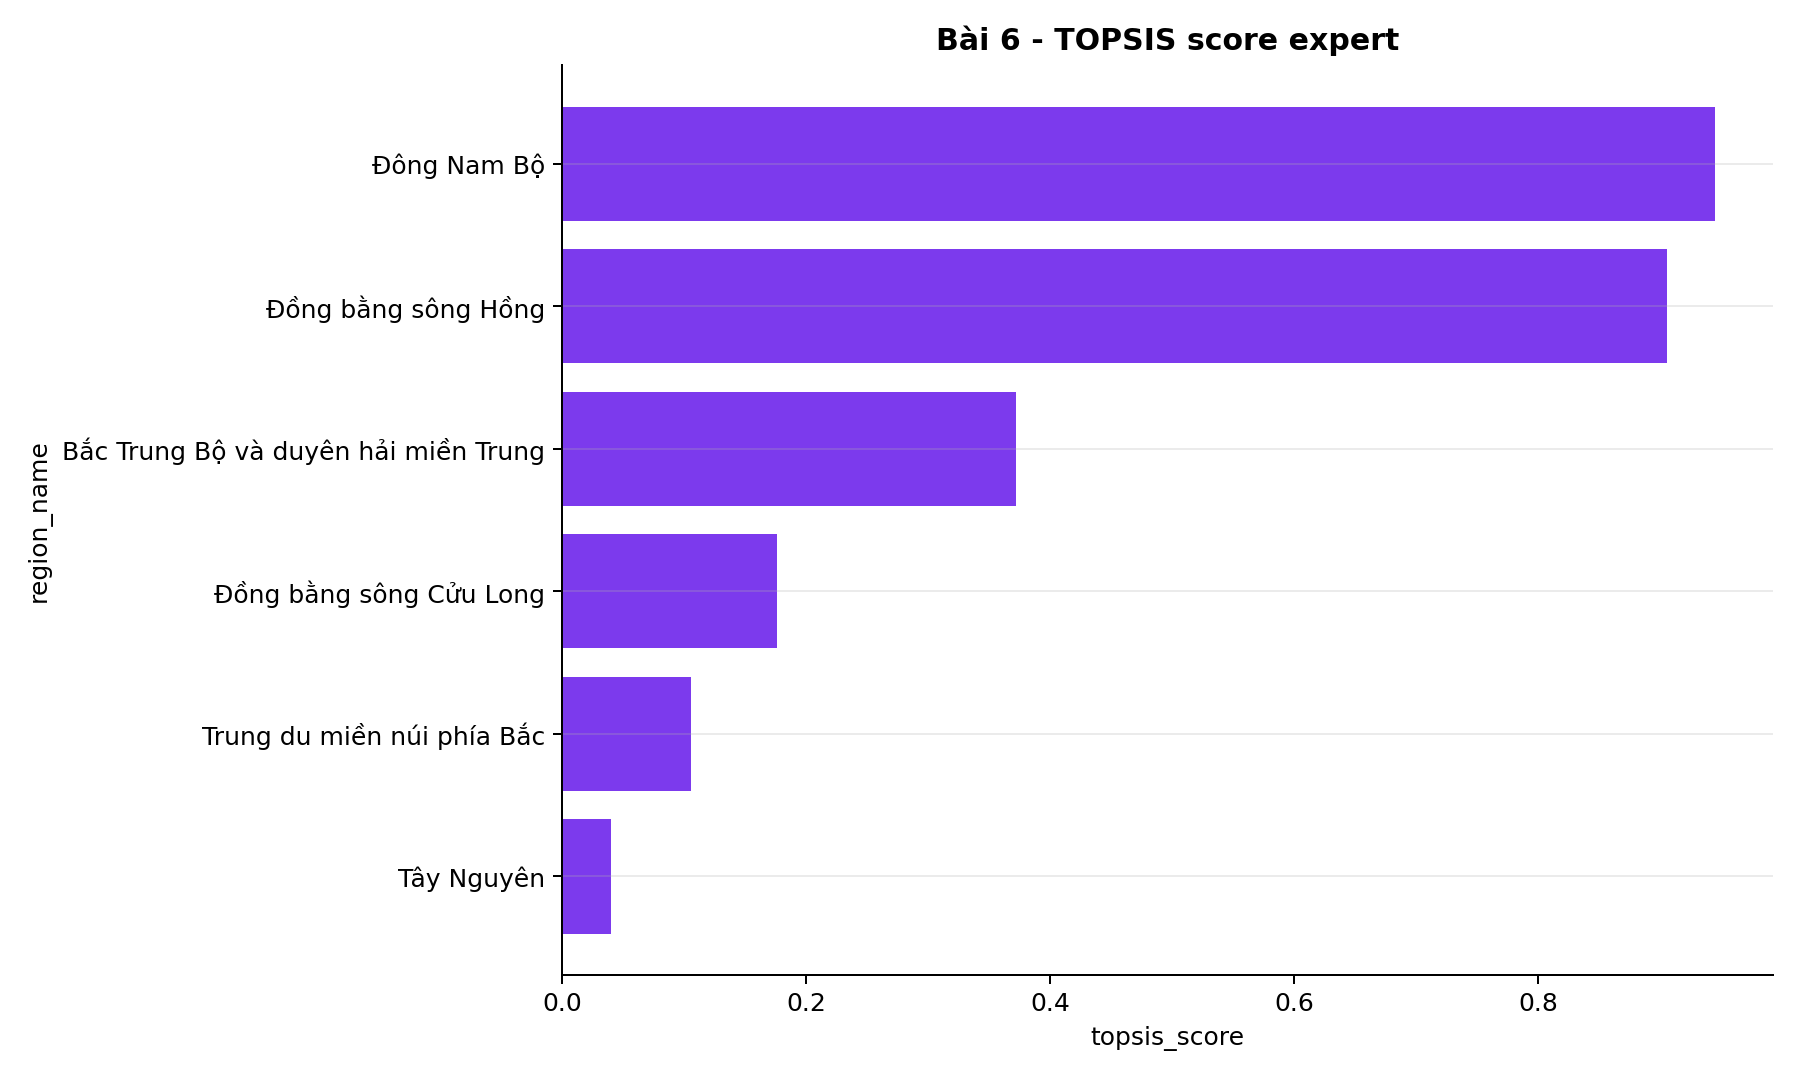 Bài 6 - TOPSIS score expert
Đông Nam Bộ
Đồng bằng sông Hồng
Bắc Trung Bộ và duyên hải miền Trung
Đồng bằng sông Cửu Long
Trung du miền núi phía Bắc
Tây Nguyên
region_name
0.0 0.2 0.4 0.6 0.8
topsis_score